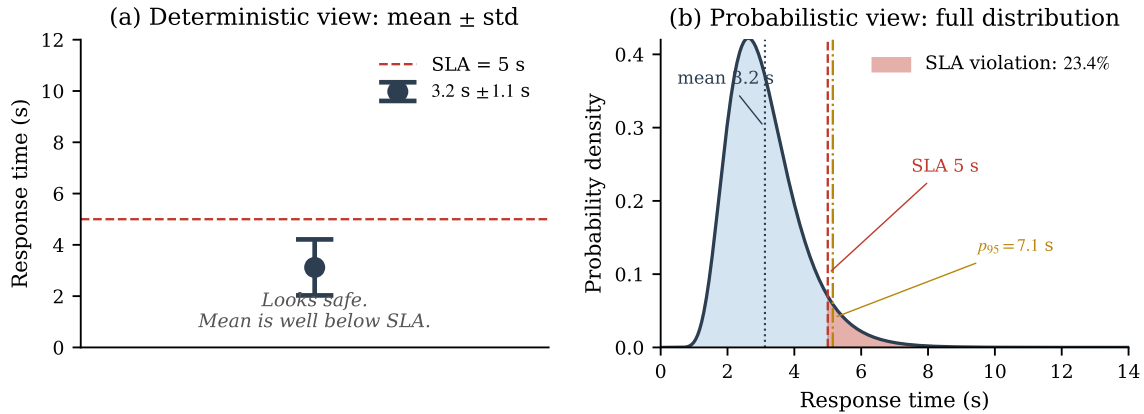 (a) Deterministic view: mean ± std
12
10
8
6
4
2
0
Response time (s)
SLA = 5 s
3.2 s ±1.1 s
Looks safe.
Mean is well below SLA.
(b) Probabilistic view: full distribution
0.4
0.3
0.2
0.1
0.0
Probability density
SLA violation: 23.4%
mean 3.2 s
SLA 5 s
p₉₅ = 7.1 s
0 2 4 6 8 10 12 14
Response time (s)